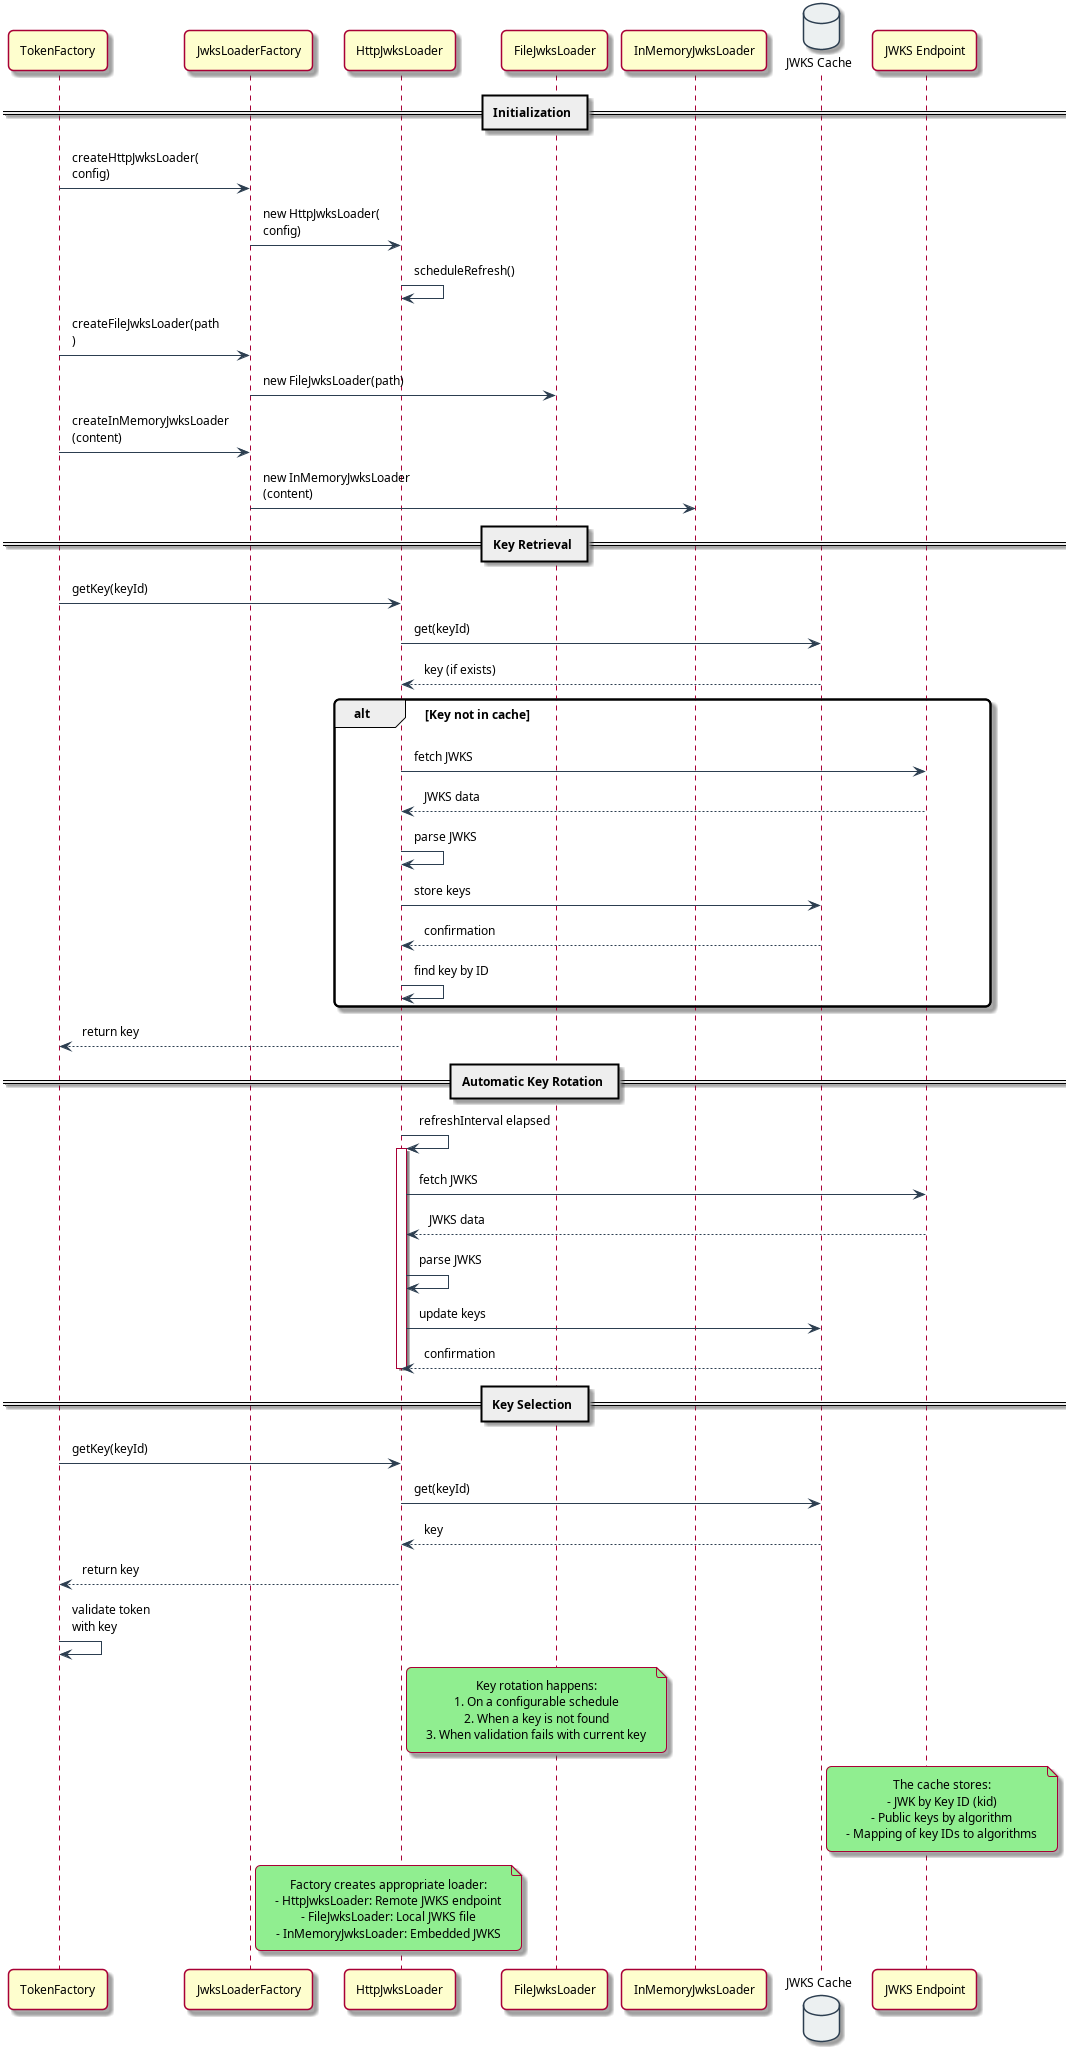 TokenFactory
JwksLoaderFactory
HttpJwksLoader
FileJwksLoader
InMemoryJwksLoader
JWKS Cache
JWKS Endpoint
Initialization
createHttpJwksLoader(
config)
new HttpJwksLoader(
config)
scheduleRefresh()
createFileJwksLoader(path
)
new FileJwksLoader(path)
createInMemoryJwksLoader
(content)
new InMemoryJwksLoader
(content)
Key Retrieval
getKey(keyId)
get(keyId)
key (if exists)
alt
[Key not in cache]
fetch JWKS
JWKS data
parse JWKS
store keys
confirmation
find key by ID
return key
Automatic Key Rotation
refreshInterval elapsed
fetch JWKS
JWKS data
parse JWKS
update keys
confirmation
Key Selection
getKey(keyId)
get(keyId)
key
return key
validate token
with key
Key rotation happens:
1. On a configurable schedule
2. When a key is not found
3. When validation fails with current key
The cache stores:
- JWK by Key ID (kid)
- Public keys by algorithm
- Mapping of key IDs to algorithms
Factory creates appropriate loader:
- HttpJwksLoader: Remote JWKS endpoint
- FileJwksLoader: Local JWKS file
- InMemoryJwksLoader: Embedded JWKS
TokenFactory
JwksLoaderFactory
HttpJwksLoader
FileJwksLoader
InMemoryJwksLoader
JWKS Cache
JWKS Endpoint